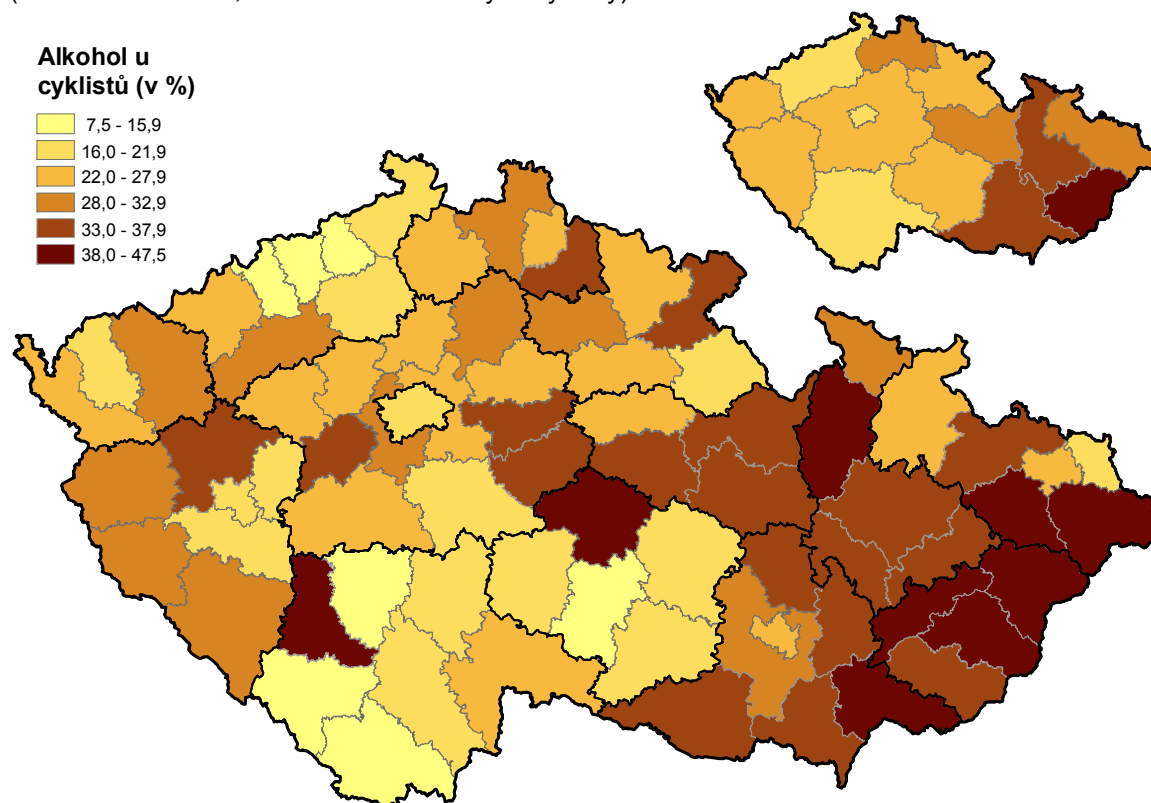 Alkohol u
cyklistů (v %)
7,5 - 15,9
16,0 - 21,9
22,0 - 27,9
28,0 - 32,9
33,0 - 37,9
38,0 - 47,5